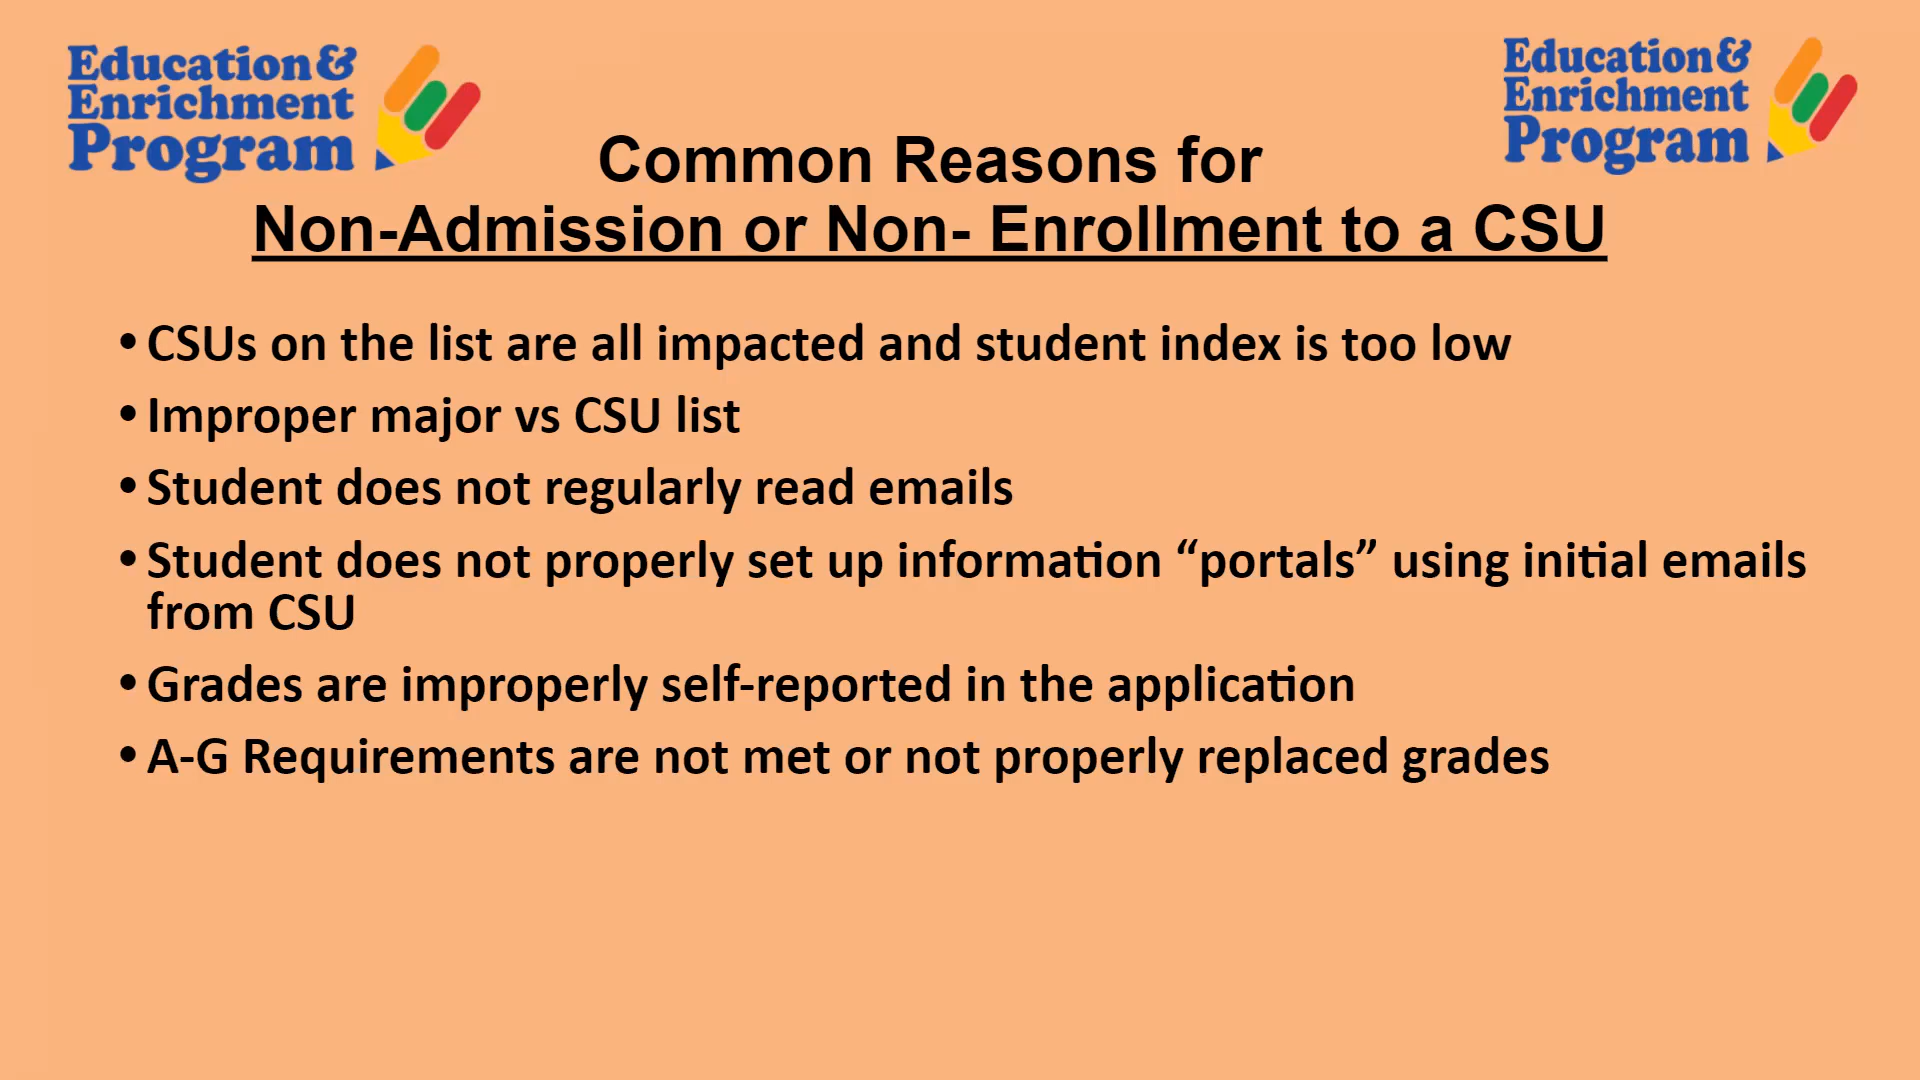 Education&
Enrichment
Program
Education&
Enrichment
Program
Common Reasons for
Non-Admission or Non- Enrollment to a CSU
• CSUs on the list are all impacted and student index is too low
• Improper major vs CSU list
• Student does not regularly read emails
• Student does not properly set up information “portals” using initial emails
from CSU
• Grades are improperly self-reported in the application
• A-G Requirements are not met or not properly replaced grades